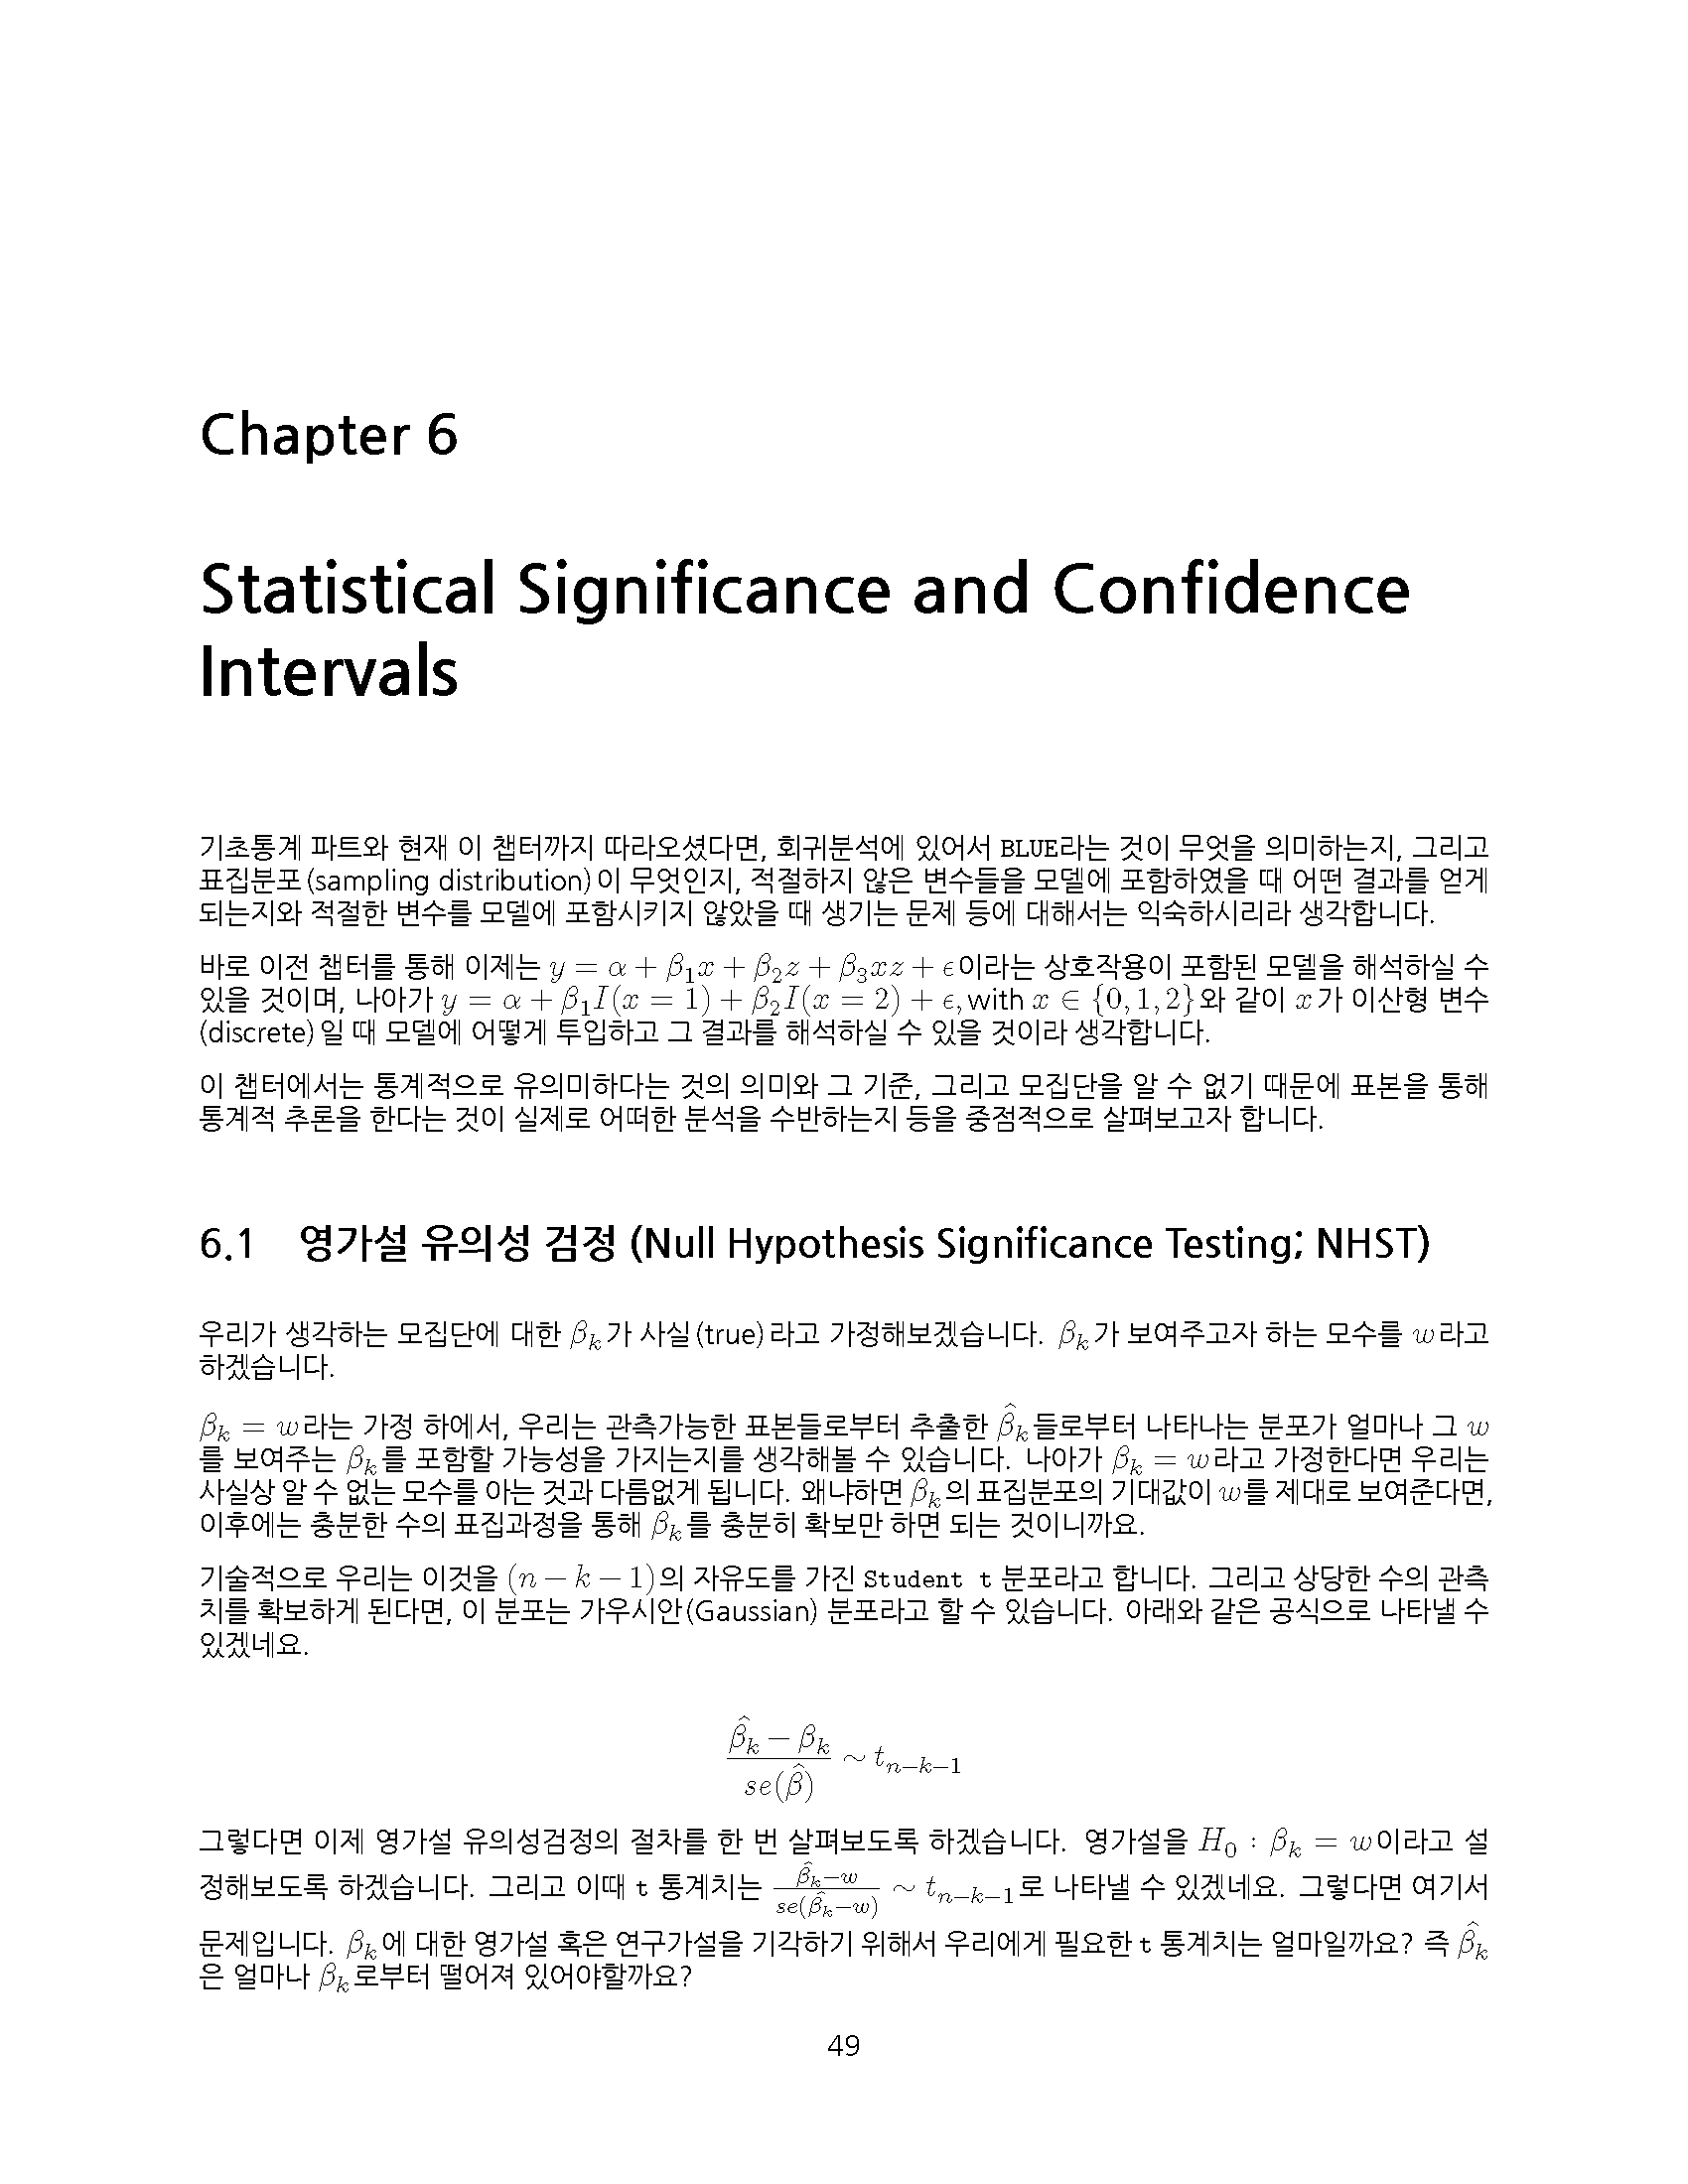 Chapter 6
Statistical Significance and Confidence
Intervals
기초통계 파트와 현재 이 챕터까지 따라오셨다면, 회귀분석에 있어서 BLUE라는 것이 무엇을 의미하는지, 그리고
표집분포(sampling distribution)이 무엇인지, 적절하지 않은 변수들을 모델에 포함하였을 때 어떤 결과를 얻게
되는지와 적절한 변수를 모델에 포함시키지 않았을 때 생기는 문제 등에 대해서는 익숙하시리라 생각합니다.
바로 이전 챕터를 통해 이제는 $y = \alpha + \beta_1 x + \beta_2 z + \beta_3 xz + \epsilon$이라는 상호작용이 포함된 모델을 해석하실 수
있을 것이며, 나아가 $y = \alpha + \beta_1 I(x = 1) + \beta_2 I(x = 2) + \epsilon$, with $x \in \{0, 1, 2\}$와 같이 $x$가 이산형 변수
(discrete)일 때 모델에 어떻게 투입하고 그 결과를 해석하실 수 있을 것이라 생각합니다.
이 챕터에서는 통계적으로 유의미하다는 것의 의미와 그 기준, 그리고 모집단을 알 수 없기 때문에 표본을 통해
통계적 추론을 한다는 것이 실제로 어떠한 분석을 수반하는지 등을 중점적으로 살펴보고자 합니다.
6.1 영가설 유의성 검정 (Null Hypothesis Significance Testing; NHST)
우리가 생각하는 모집단에 대한 $\beta_k$가 사실(true)라고 가정해보겠습니다. $\beta_k$가 보여주고자 하는 모수를 $w$라고
하겠습니다.
$\beta_k = w$라는 가정 하에서, 우리는 관측가능한 표본들로부터 추출한 $\hat{\beta_k}$들로부터 나타나는 분포가 얼마나 그 $w$
를 보여주는 $\beta_k$를 포함할 가능성을 가지는지를 생각해볼 수 있습니다. 나아가 $\beta_k = w$라고 가정한다면 우리는
사실상 알 수 없는 모수를 아는 것과 다름없게 됩니다. 왜냐하면 $\beta_k$의 표집분포의 기대값이 $w$를 제대로 보여준다면,
이후에는 충분한 수의 표집과정을 통해 $\beta_k$를 충분히 확보만 하면 되는 것이니까요.
기술적으로 우리는 이것을 $(n - k - 1)$의 자유도를 가진 Student t 분포라고 합니다. 그리고 상당한 수의 관측
치를 확보하게 된다면, 이 분포는 가우시안(Gaussian) 분포라고 할 수 있습니다. 아래와 같은 공식으로 나타낼 수
있겠네요.
$\frac{\hat{\beta_k} - \beta_k}{se(\hat{\beta})} \sim t_{n-k-1}$
그렇다면 이제 영가설 유의성검정의 절차를 한 번 살펴보도록 하겠습니다. 영가설을 $H_0 : \beta_k = w$이라고 설
정해보도록 하겠습니다. 그리고 이때 t 통계치는 $\frac{\hat{\beta_k} - w}{se(\hat{\beta_k} - w)} \sim t_{n-k-1}$로 나타낼 수 있겠네요. 그렇다면 여기서
문제입니다. $\beta_k$에 대한 영가설 혹은 연구가설을 기각하기 위해서 우리에게 필요한 t 통계치는 얼마일까요? 즉 $\hat{\beta_k}$
은 얼마나 $\beta_k$로부터 떨어져 있어야할까요?
49